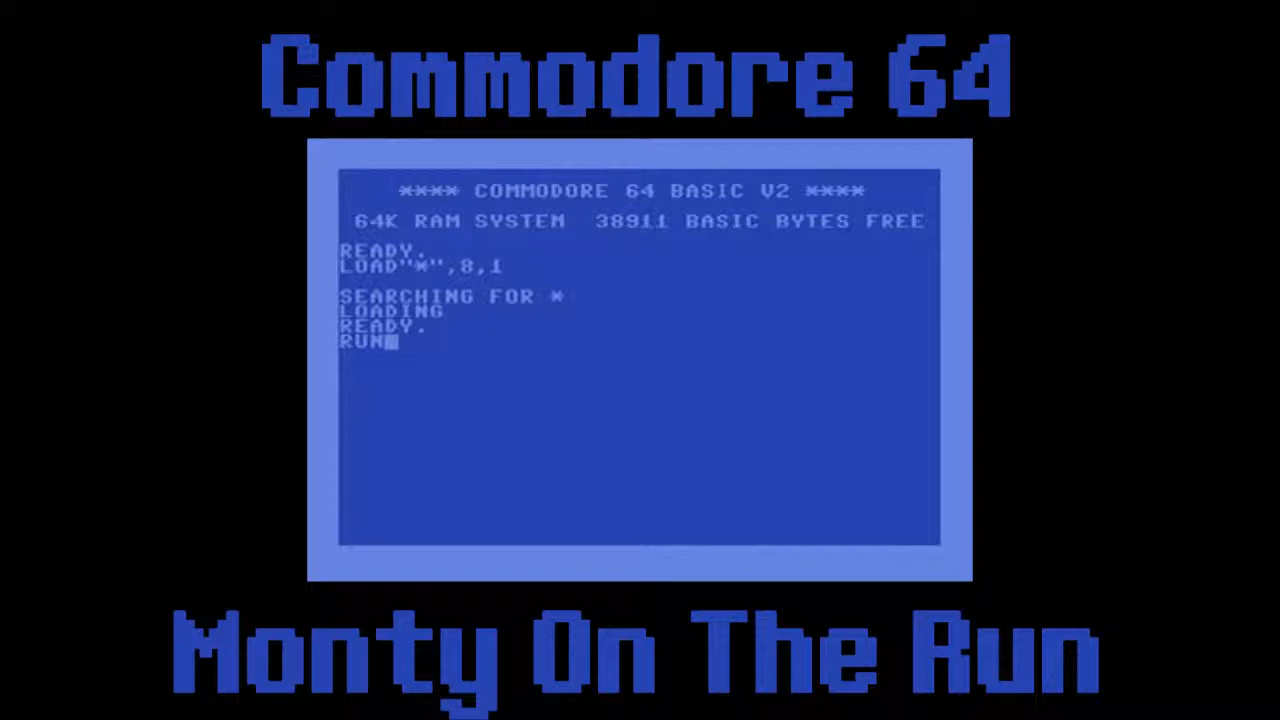 Commodore 64
**** COMMODORE 64 BASIC V2 ****
64K RAM SYSTEM  38911 BASIC BYTES FREE
READY.
LOAD"*",8,1
SEARCHING FOR *
LOADING
READY.
RUN
Monty On The Run